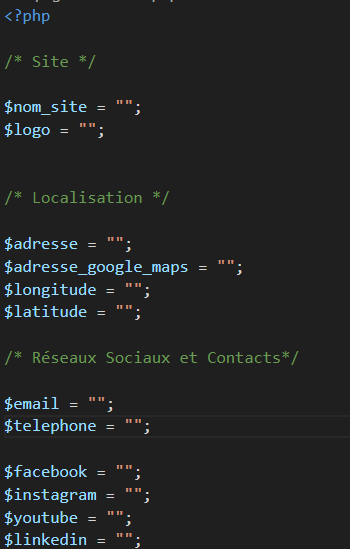 <?php
/* Site */
$nom_site = "";
$logo = "";
/* Localisation */
$adresse = "";
$adresse_google_maps = "";
$longitude = "";
$latitude = "";
/* Réseaux Sociaux et Contacts*/
$email = "";
$telephone = "";
$facebook = "";
$instagram = "";
$youtube = "";
$linkedin = "";